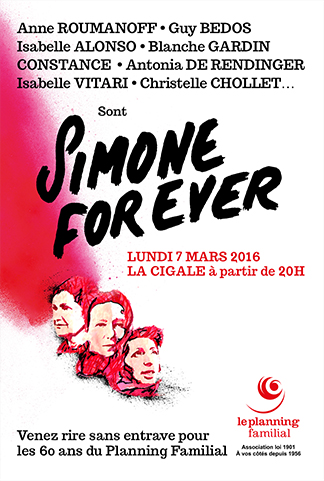 Anne ROUMANOFF • Guy BEDOS
Isabelle ALONSO • Blanche GARDIN
CONSTANCE • Antonia DE RENDINGER
Isabelle VITARI • Christelle CHOLLET...
Sont
SIMONE
FOR EVER
LUNDI 7 MARS 2016
LA CIGALE à partir de 20H
le planning
familial
Association loi 1901
A vos côtés depuis 1956
Venez rire sans entrave pour
les 60 ans du Planning Familial